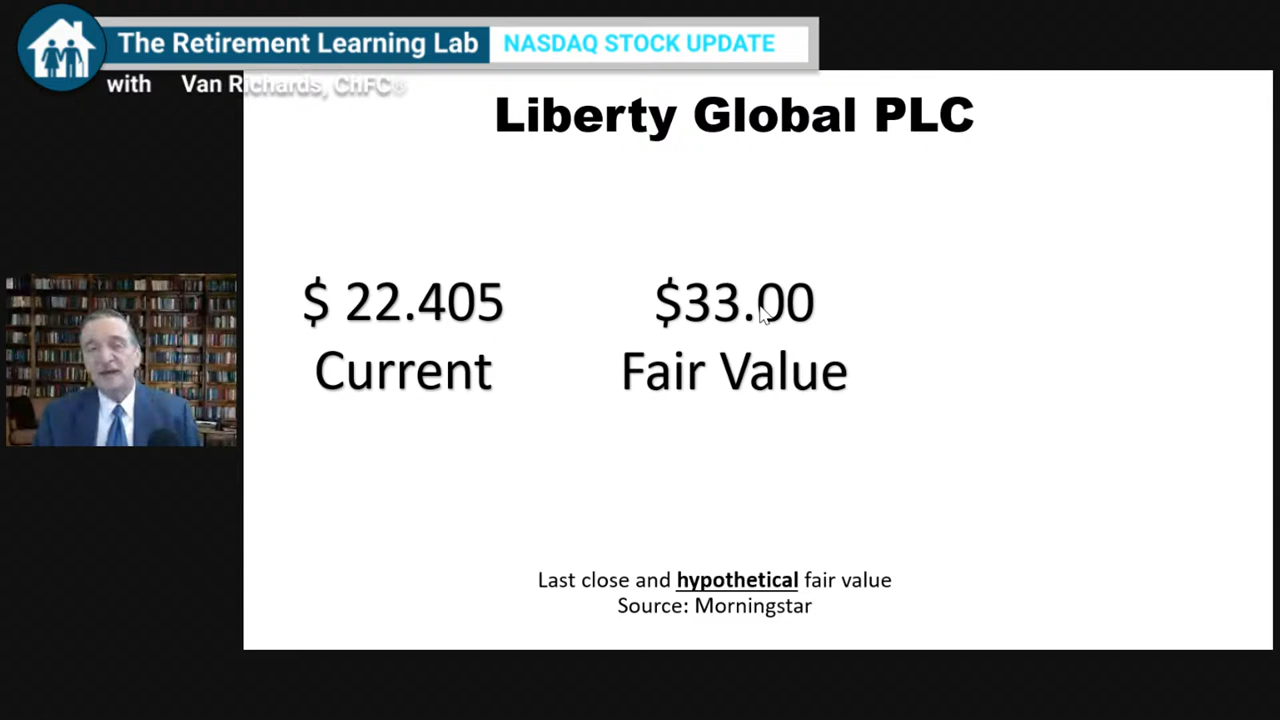 The Retirement Learning Lab NASDAQ STOCK UPDATE
with Van Richards, ChFC®
Liberty Global PLC
$ 22.405 $33.00
Current Fair Value
Last close and hypothetical fair value
Source: Morningstar